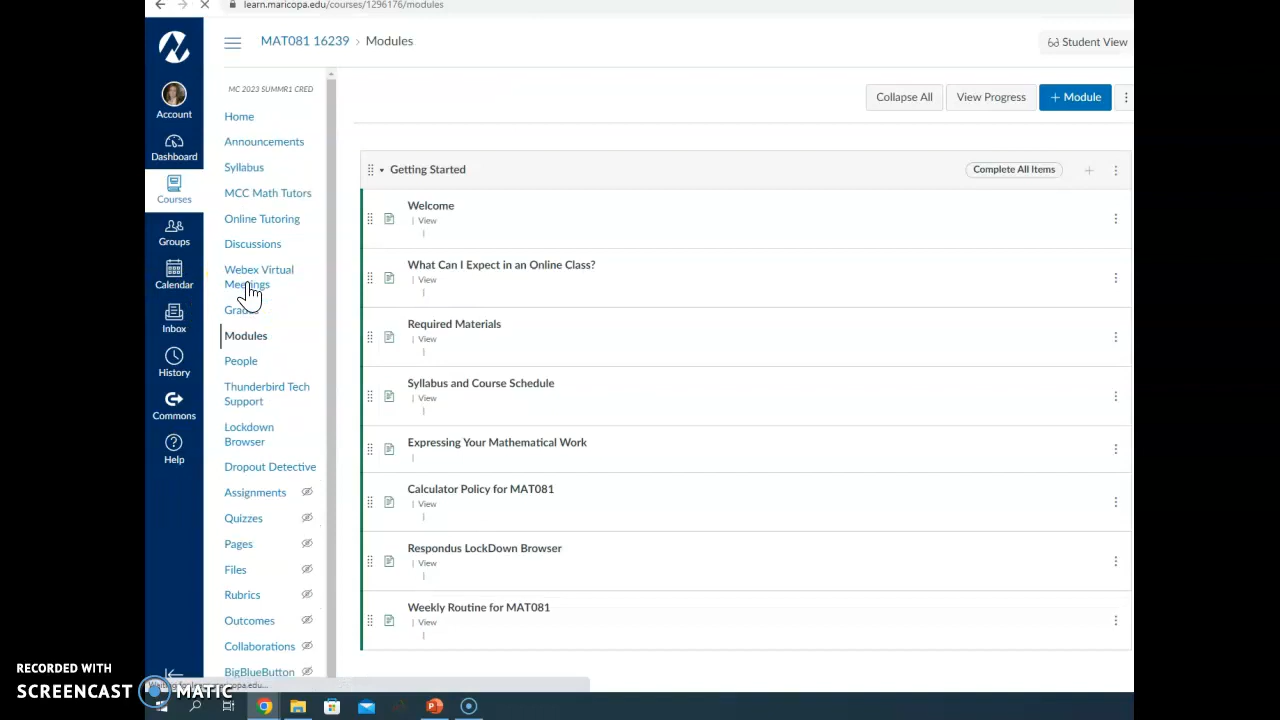 learn.maricopa.edu/courses/1296176/modules
MAT081 16239 › Modules
Student View
Account
Dashboard
Courses
Groups
Calendar
Inbox
History
Commons
Help
MC 2023 SUMMR1 CRED
Home
Announcements
Syllabus
MCC Math Tutors
Online Tutoring
Discussions
Webex Virtual
Meetings
Grades
Modules
People
Thunderbird Tech
Support
Lockdown
Browser
Dropout Detective
Assignments
Quizzes
Pages
Files
Rubrics
Outcomes
Collaborations
BigBlueButton
Collapse All
View Progress
+ Module
Getting Started
Complete All Items
Welcome
| View
|
What Can I Expect in an Online Class?
| View
|
Required Materials
| View
|
Syllabus and Course Schedule
| View
|
Expressing Your Mathematical Work
|
Calculator Policy for MAT081
| View
|
Respondus LockDown Browser
| View
|
Weekly Routine for MAT081
| View
|
RECORDED WITH
SCREENCAST MATIC